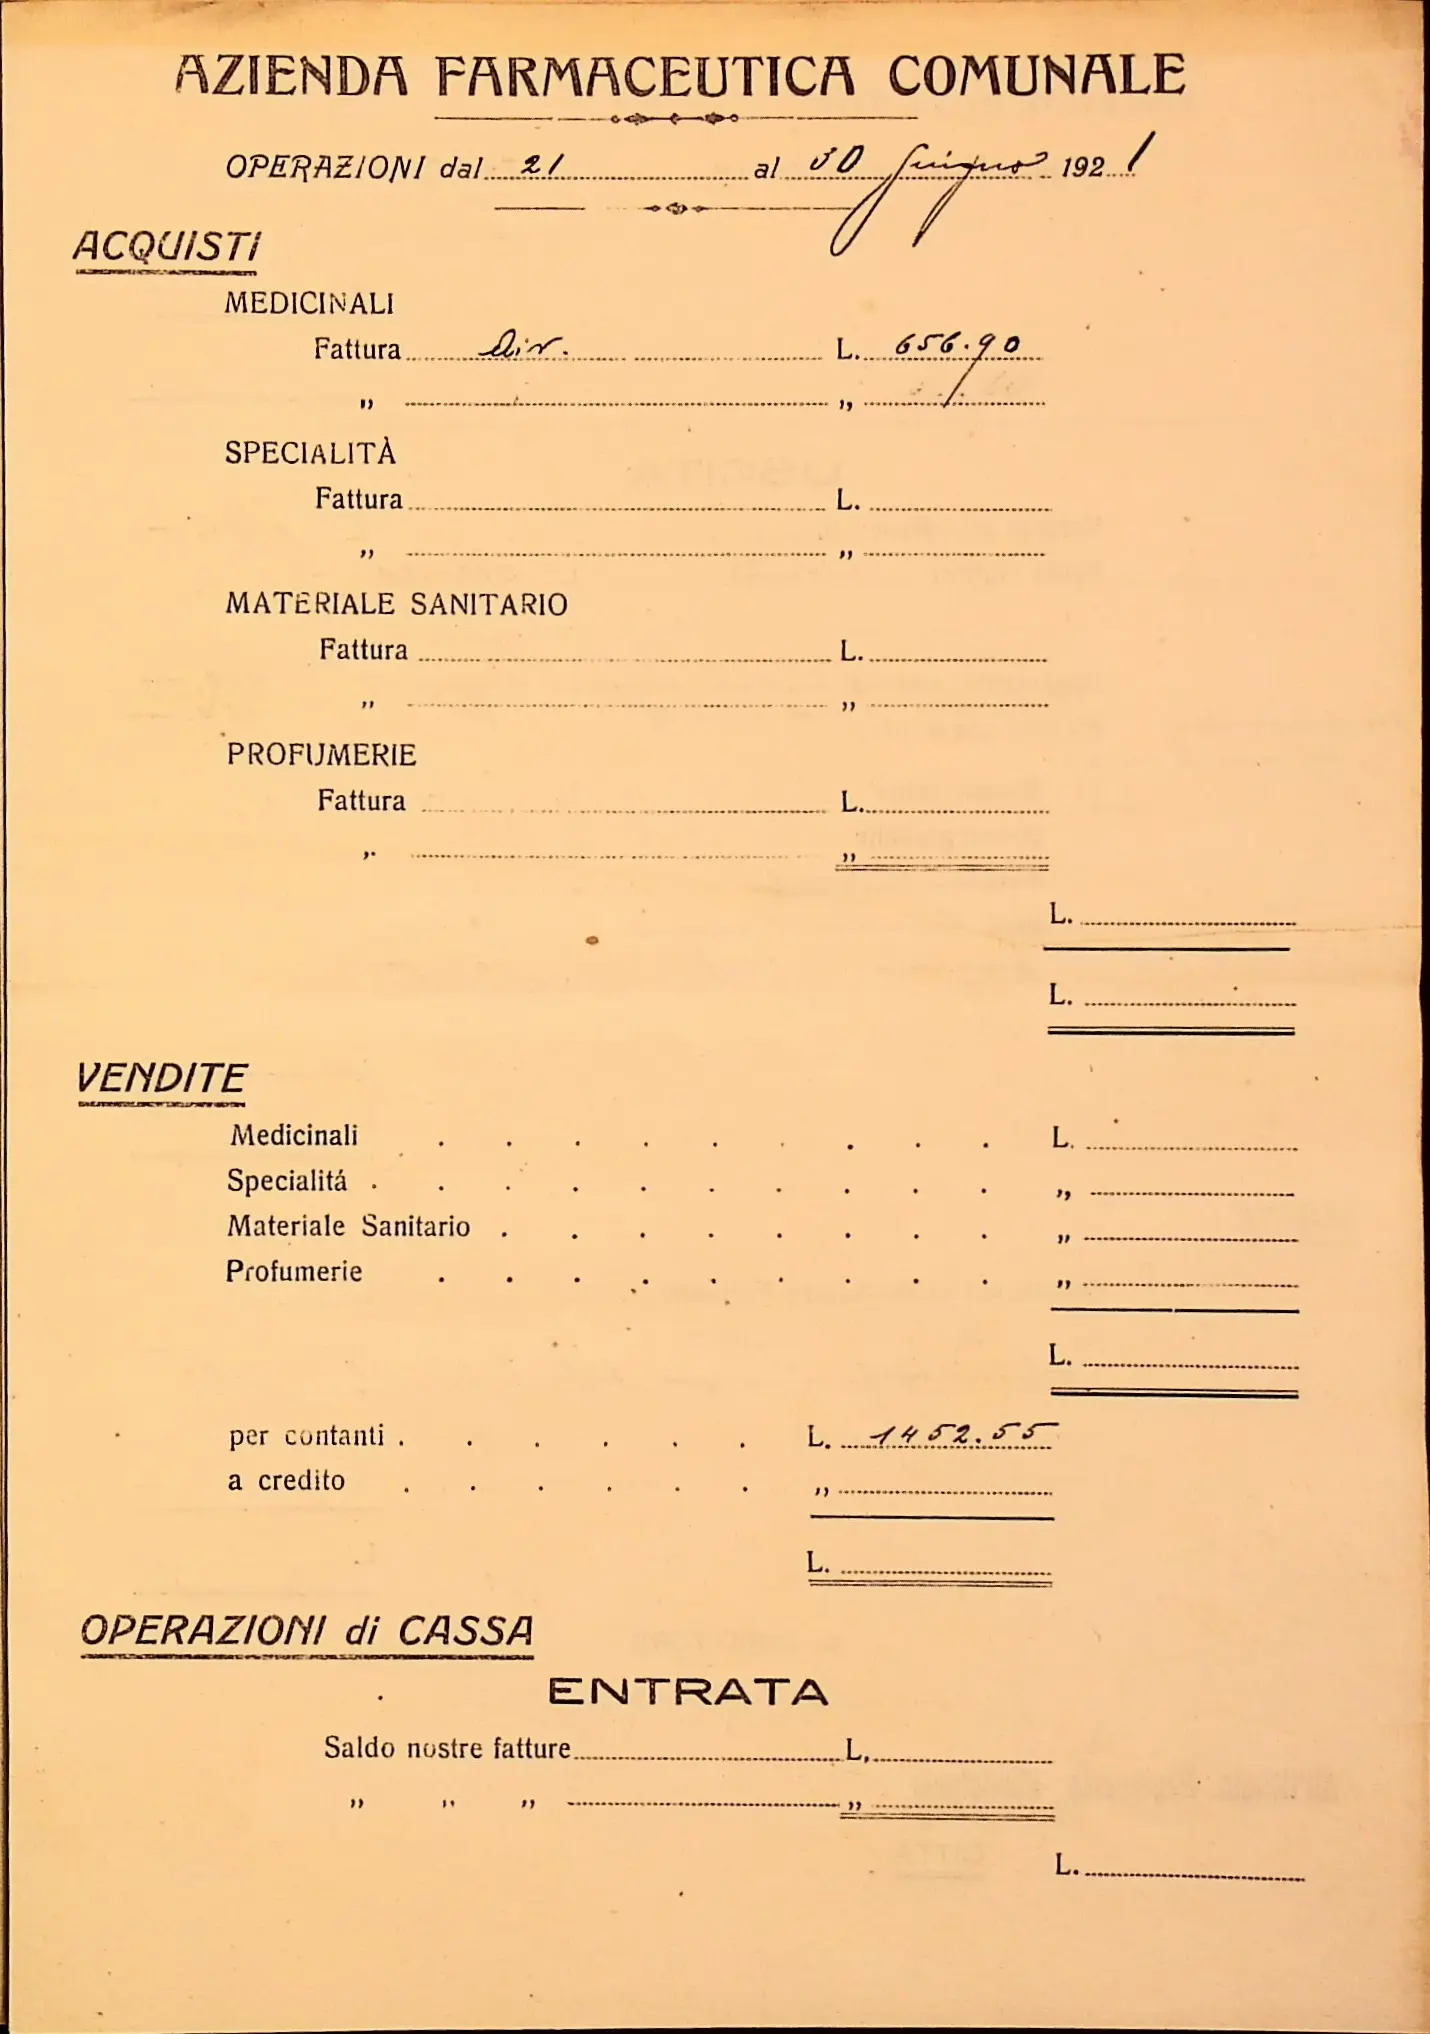 AZIENDA FARMACEUTICA COMUNALE
OPERAZIONI dal 21 al 30 Giugno 1921
ACQUISTI
MEDICINALI
Fattura div. L. 656.90
„ „
SPECIALITÀ
Fattura L.
„ „
MATERIALE SANITARIO
Fattura L.
„ „
PROFUMERIE
Fattura L.
„ „
L.
L.
VENDITE
Medicinali . . . . . . . . . L.
Specialitá . . . . . . . . . . „
Materiale Sanitario . . . . . . . . „
Profumerie . . . . . . . . . „
L.
per contanti . . . . . . L. 1452.55
a credito . . . . . . „
L.
OPERAZIONI di CASSA
ENTRATA
Saldo nostre fatture L.
„ „ „ „
L.